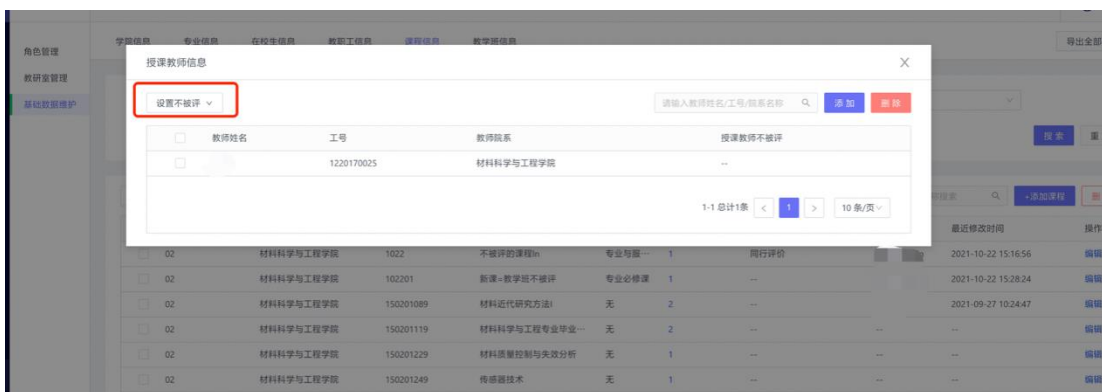 学院信息 专业信息 在校生信息 教职工信息 课程信息 教学班信息 导出全部
角色管理
教研室管理
基础数据维护
授课教师信息 X
设置不被评 请输入教师姓名/工号/院系名称 添加 删除
教师姓名 工号 教师院系 授课教师不被评
1220170025 材料科学与工程学院 --
1-1 总计1条 < 1 > 10 条/页
搜索 重
搜索 +添加课程 删
最近修改时间 操作
02 材料科学与工程学院 1022 不被评的课程ln 专业与服… 1 同行评价 2021-10-22 15:16:56 编辑
02 材料科学与工程学院 102201 新课=教学班不被评 专业必修课 1 -- 2021-10-22 15:28:24 编辑
02 材料科学与工程学院 150201089 材料近代研究方法I 无 2 -- 2021-09-27 10:24:47 编辑
02 材料科学与工程学院 150201119 材料科学与工程专业毕业… 无 2 -- -- -- 编辑
02 材料科学与工程学院 150201229 材料质量控制与失效分析 无 1 -- -- -- 编辑
02 材料科学与工程学院 150201249 传感器技术 无 1 -- -- -- 编辑